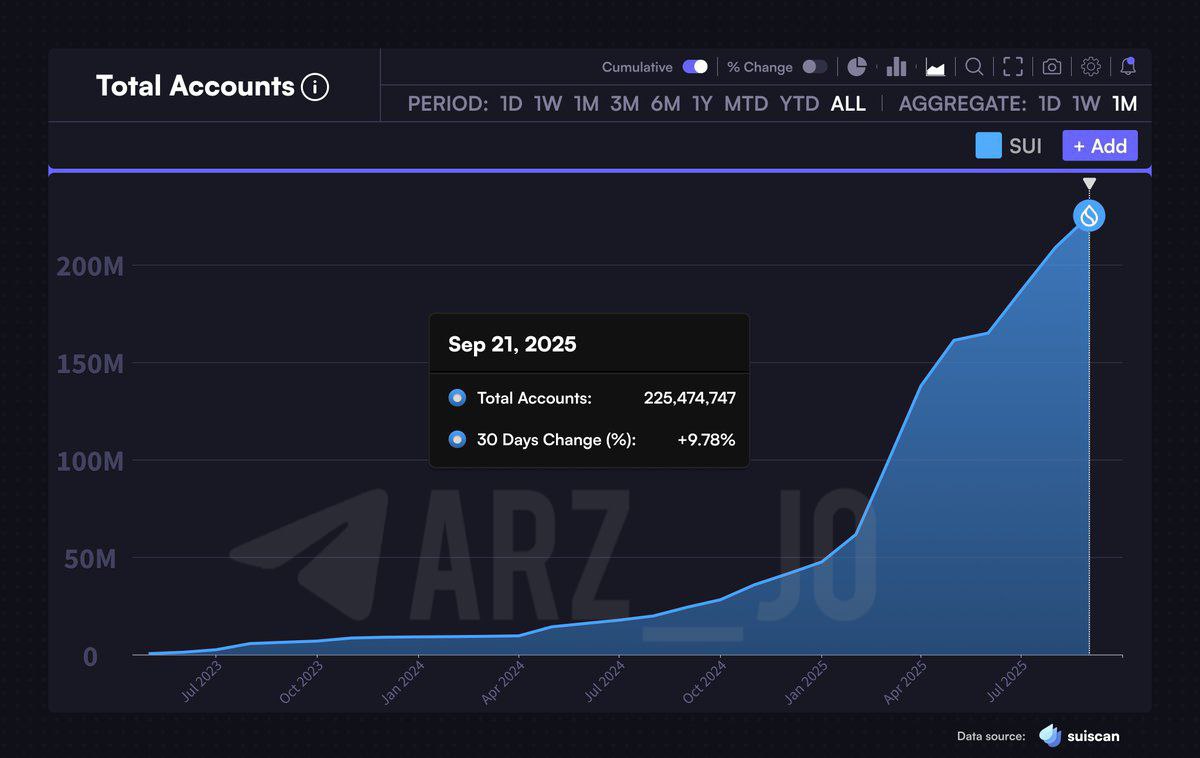 Total Accounts i
Cumulative % Change
PERIOD: 1D 1W 1M 3M 6M 1Y MTD YTD ALL AGGREGATE: 1D 1W 1M
SUI + Add
200M
150M
100M
50M
0
Sep 21, 2025
Total Accounts: 225,474,747
30 Days Change (%): +9.78%
ARZ_JO
Jul 2023 Oct 2023 Jan 2024 Apr 2024 Jul 2024 Oct 2024 Jan 2025 Apr 2025 Jul 2025
Data source: suiscan